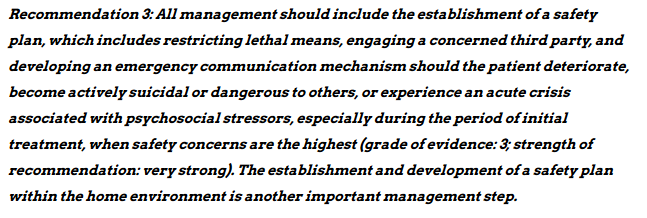 Recommendation 3: All management should include the establishment of a safety
plan, which includes restricting lethal means, engaging a concerned third party, and
developing an emergency communication mechanism should the patient deteriorate,
become actively suicidal or dangerous to others, or experience an acute crisis
associated with psychosocial stressors, especially during the period of initial
treatment, when safety concerns are the highest (grade of evidence: 3; strength of
recommendation: very strong). The establishment and development of a safety plan
within the home environment is another important management step.